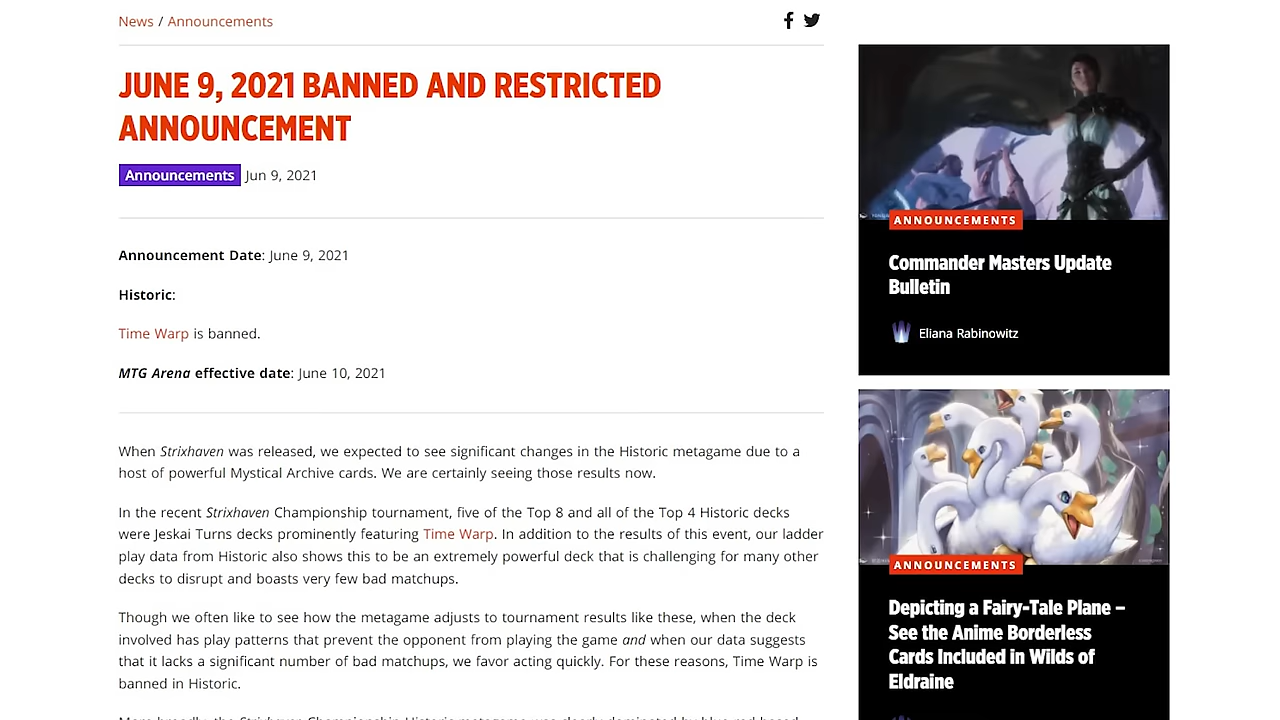 News / Announcements
JUNE 9, 2021 BANNED AND RESTRICTED
ANNOUNCEMENT
Announcements Jun 9, 2021
Announcement Date: June 9, 2021
Historic:
Time Warp is banned.
MTG Arena effective date: June 10, 2021
When Strixhaven was released, we expected to see significant changes in the Historic metagame due to a
host of powerful Mystical Archive cards. We are certainly seeing those results now.
In the recent Strixhaven Championship tournament, five of the Top 8 and all of the Top 4 Historic decks
were Jeskai Turns decks prominently featuring Time Warp. In addition to the results of this event, our ladder
play data from Historic also shows this to be an extremely powerful deck that is challenging for many other
decks to disrupt and boasts very few bad matchups.
Though we often like to see how the metagame adjusts to tournament results like these, when the deck
involved has play patterns that prevent the opponent from playing the game and when our data suggests
that it lacks a significant number of bad matchups, we favor acting quickly. For these reasons, Time Warp is
banned in Historic.
ANNOUNCEMENTS
Commander Masters Update
Bulletin
Eliana Rabinowitz
ANNOUNCEMENTS
Depicting a Fairy-Tale Plane –
See the Anime Borderless
Cards Included in Wilds of
Eldraine